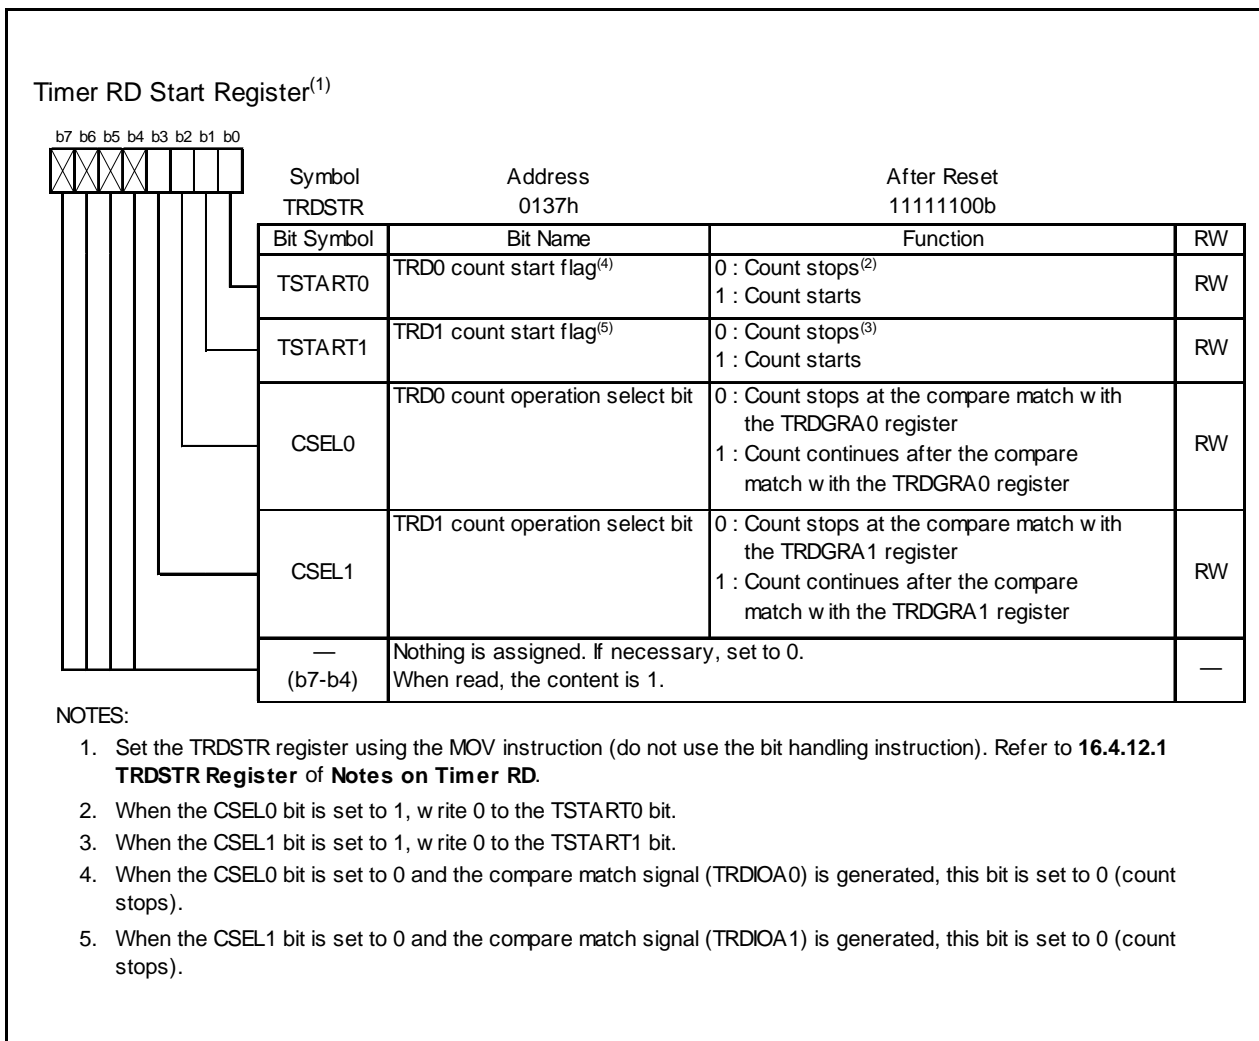 Timer RD Start Register(1)
b7 b6 b5 b4 b3 b2 b1 b0
Symbol Address After Reset
TRDSTR 0137h 11111100b
Bit Symbol Bit Name Function RW
TSTART0 TRD0 count start flag(4) 0 : Count stops(2)
1 : Count starts RW
TSTART1 TRD1 count start flag(5) 0 : Count stops(3)
1 : Count starts RW
CSEL0 TRD0 count operation select bit 0 : Count stops at the compare match with
the TRDGRA0 register
1 : Count continues after the compare
match with the TRDGRA0 register RW
CSEL1 TRD1 count operation select bit 0 : Count stops at the compare match with
the TRDGRA1 register
1 : Count continues after the compare
match with the TRDGRA1 register RW
— Nothing is assigned. If necessary, set to 0.
(b7-b4) When read, the content is 1. —
NOTES:
1. Set the TRDSTR register using the MOV instruction (do not use the bit handling instruction). Refer to 16.4.12.1
TRDSTR Register of Notes on Timer RD.
2. When the CSEL0 bit is set to 1, write 0 to the TSTART0 bit.
3. When the CSEL1 bit is set to 1, write 0 to the TSTART1 bit.
4. When the CSEL0 bit is set to 0 and the compare match signal (TRDIOA0) is generated, this bit is set to 0 (count
stops).
5. When the CSEL1 bit is set to 0 and the compare match signal (TRDIOA1) is generated, this bit is set to 0 (count
stops).